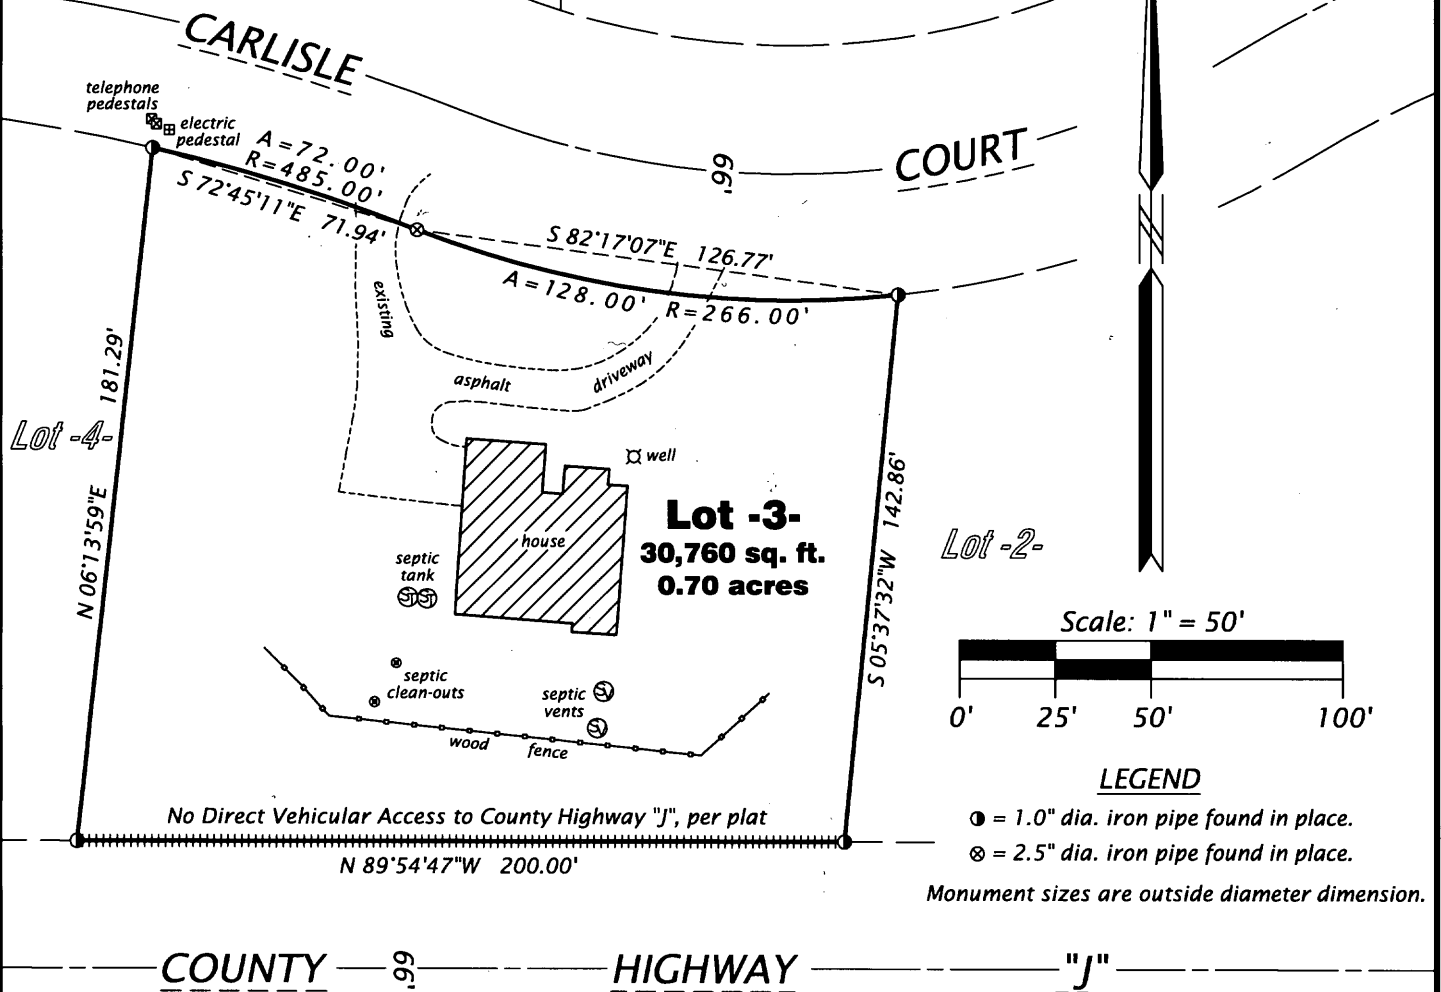 CARLISLE
COURT
66'
telephone
pedestals
electric
pedestal
A=72.00'
R=485.00'
S 72°45'11"E 71.94'
S 82°17'07"E 126.77'
A=128.00' R=266.00'
existing
asphalt
driveway
181.29'
N 06°13'59"E
Lot -4-
well
Lot -3-
30,760 sq. ft.
0.70 acres
house
septic
tank
ST ST
142.86'
S 05°37'32"W
Lot -2-
septic
clean-outs
septic
vents
SV
SV
wood fence
No Direct Vehicular Access to County Highway "J", per plat
N 89°54'47"W 200.00'
Scale: 1" = 50'
0' 25' 50' 100'
LEGEND
= 1.0" dia. iron pipe found in place.
= 2.5" dia. iron pipe found in place.
Monument sizes are outside diameter dimension.
COUNTY 66' HIGHWAY "J"